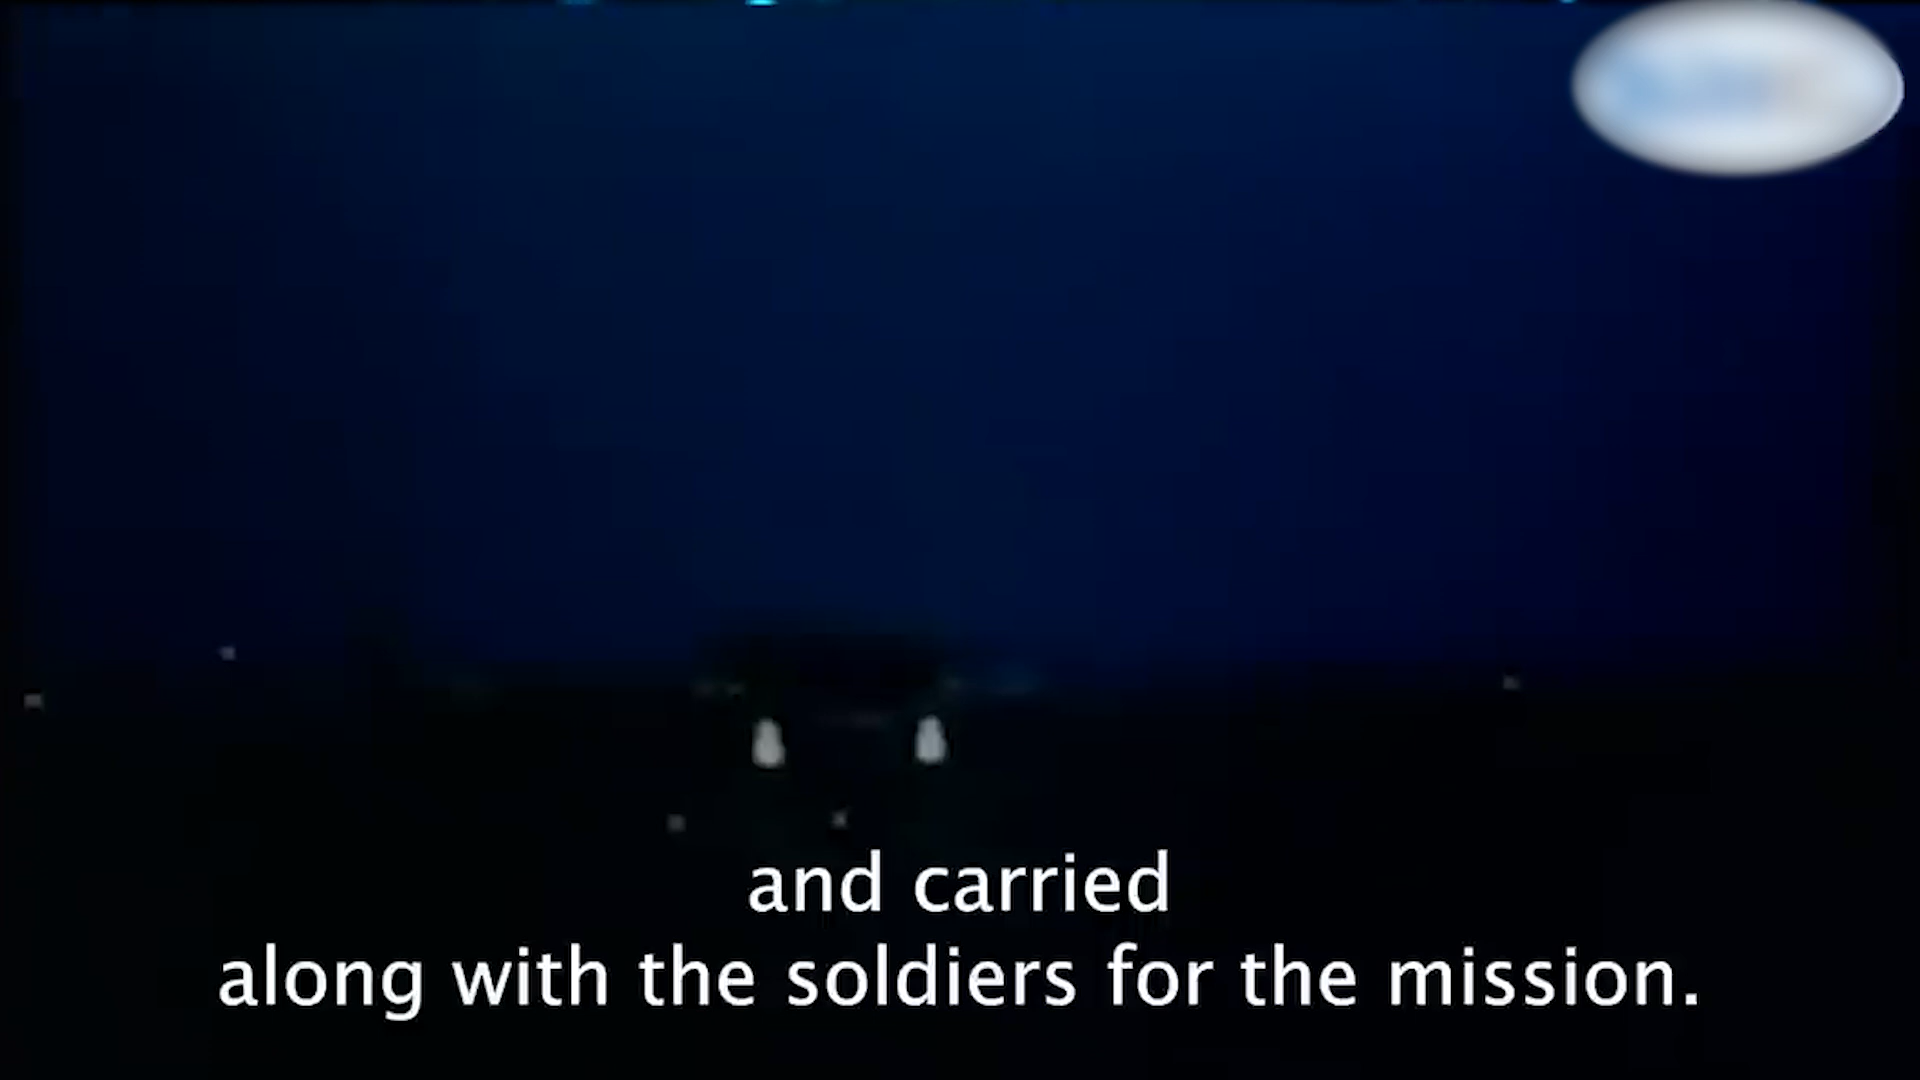 and carried
along with the soldiers for the mission.